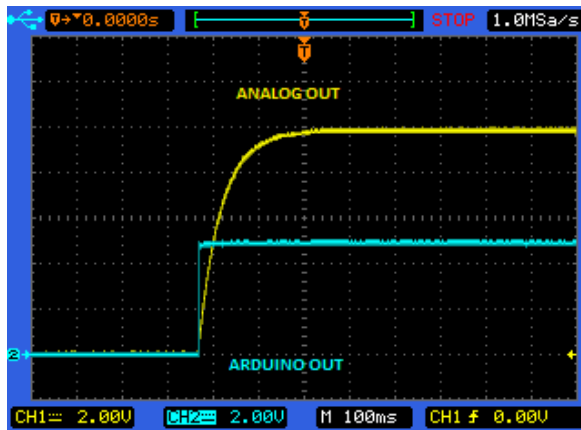 0.0000s
STOP
1.0MSa/s
T
ANALOG OUT
2
ARDUINO OUT
CH1 2.00V
CH2 2.00V
M 100ms
CH1 0.00V